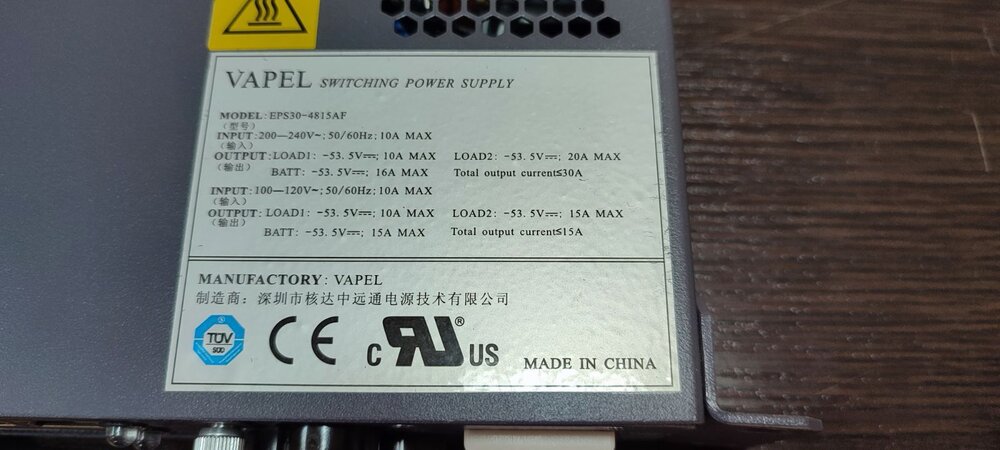 VAPEL SWITCHING POWER SUPPLY
MODEL: EPS30-4815AF
(型号)
INPUT:200—240V~;50/60Hz;10A MAX
(输入)
OUTPUT:LOAD1: -53.5V⎓; 10A MAX LOAD2: -53.5V⎓; 20A MAX
(输出)
BATT: -53.5V⎓; 16A MAX Total output current≤30A
INPUT:100—120V~;50/60Hz;10A MAX
(输入)
OUTPUT: LOAD1: -53.5V⎓; 10A MAX LOAD2: -53.5V⎓; 15A MAX
(输出)
BATT: -53.5V⎓; 15A MAX Total output current≤15A
MANUFACTORY: VAPEL
制造商: 深圳市核达中远通电源技术有限公司
TÜV
SÜD
CE
c RU® US
MADE IN CHINA